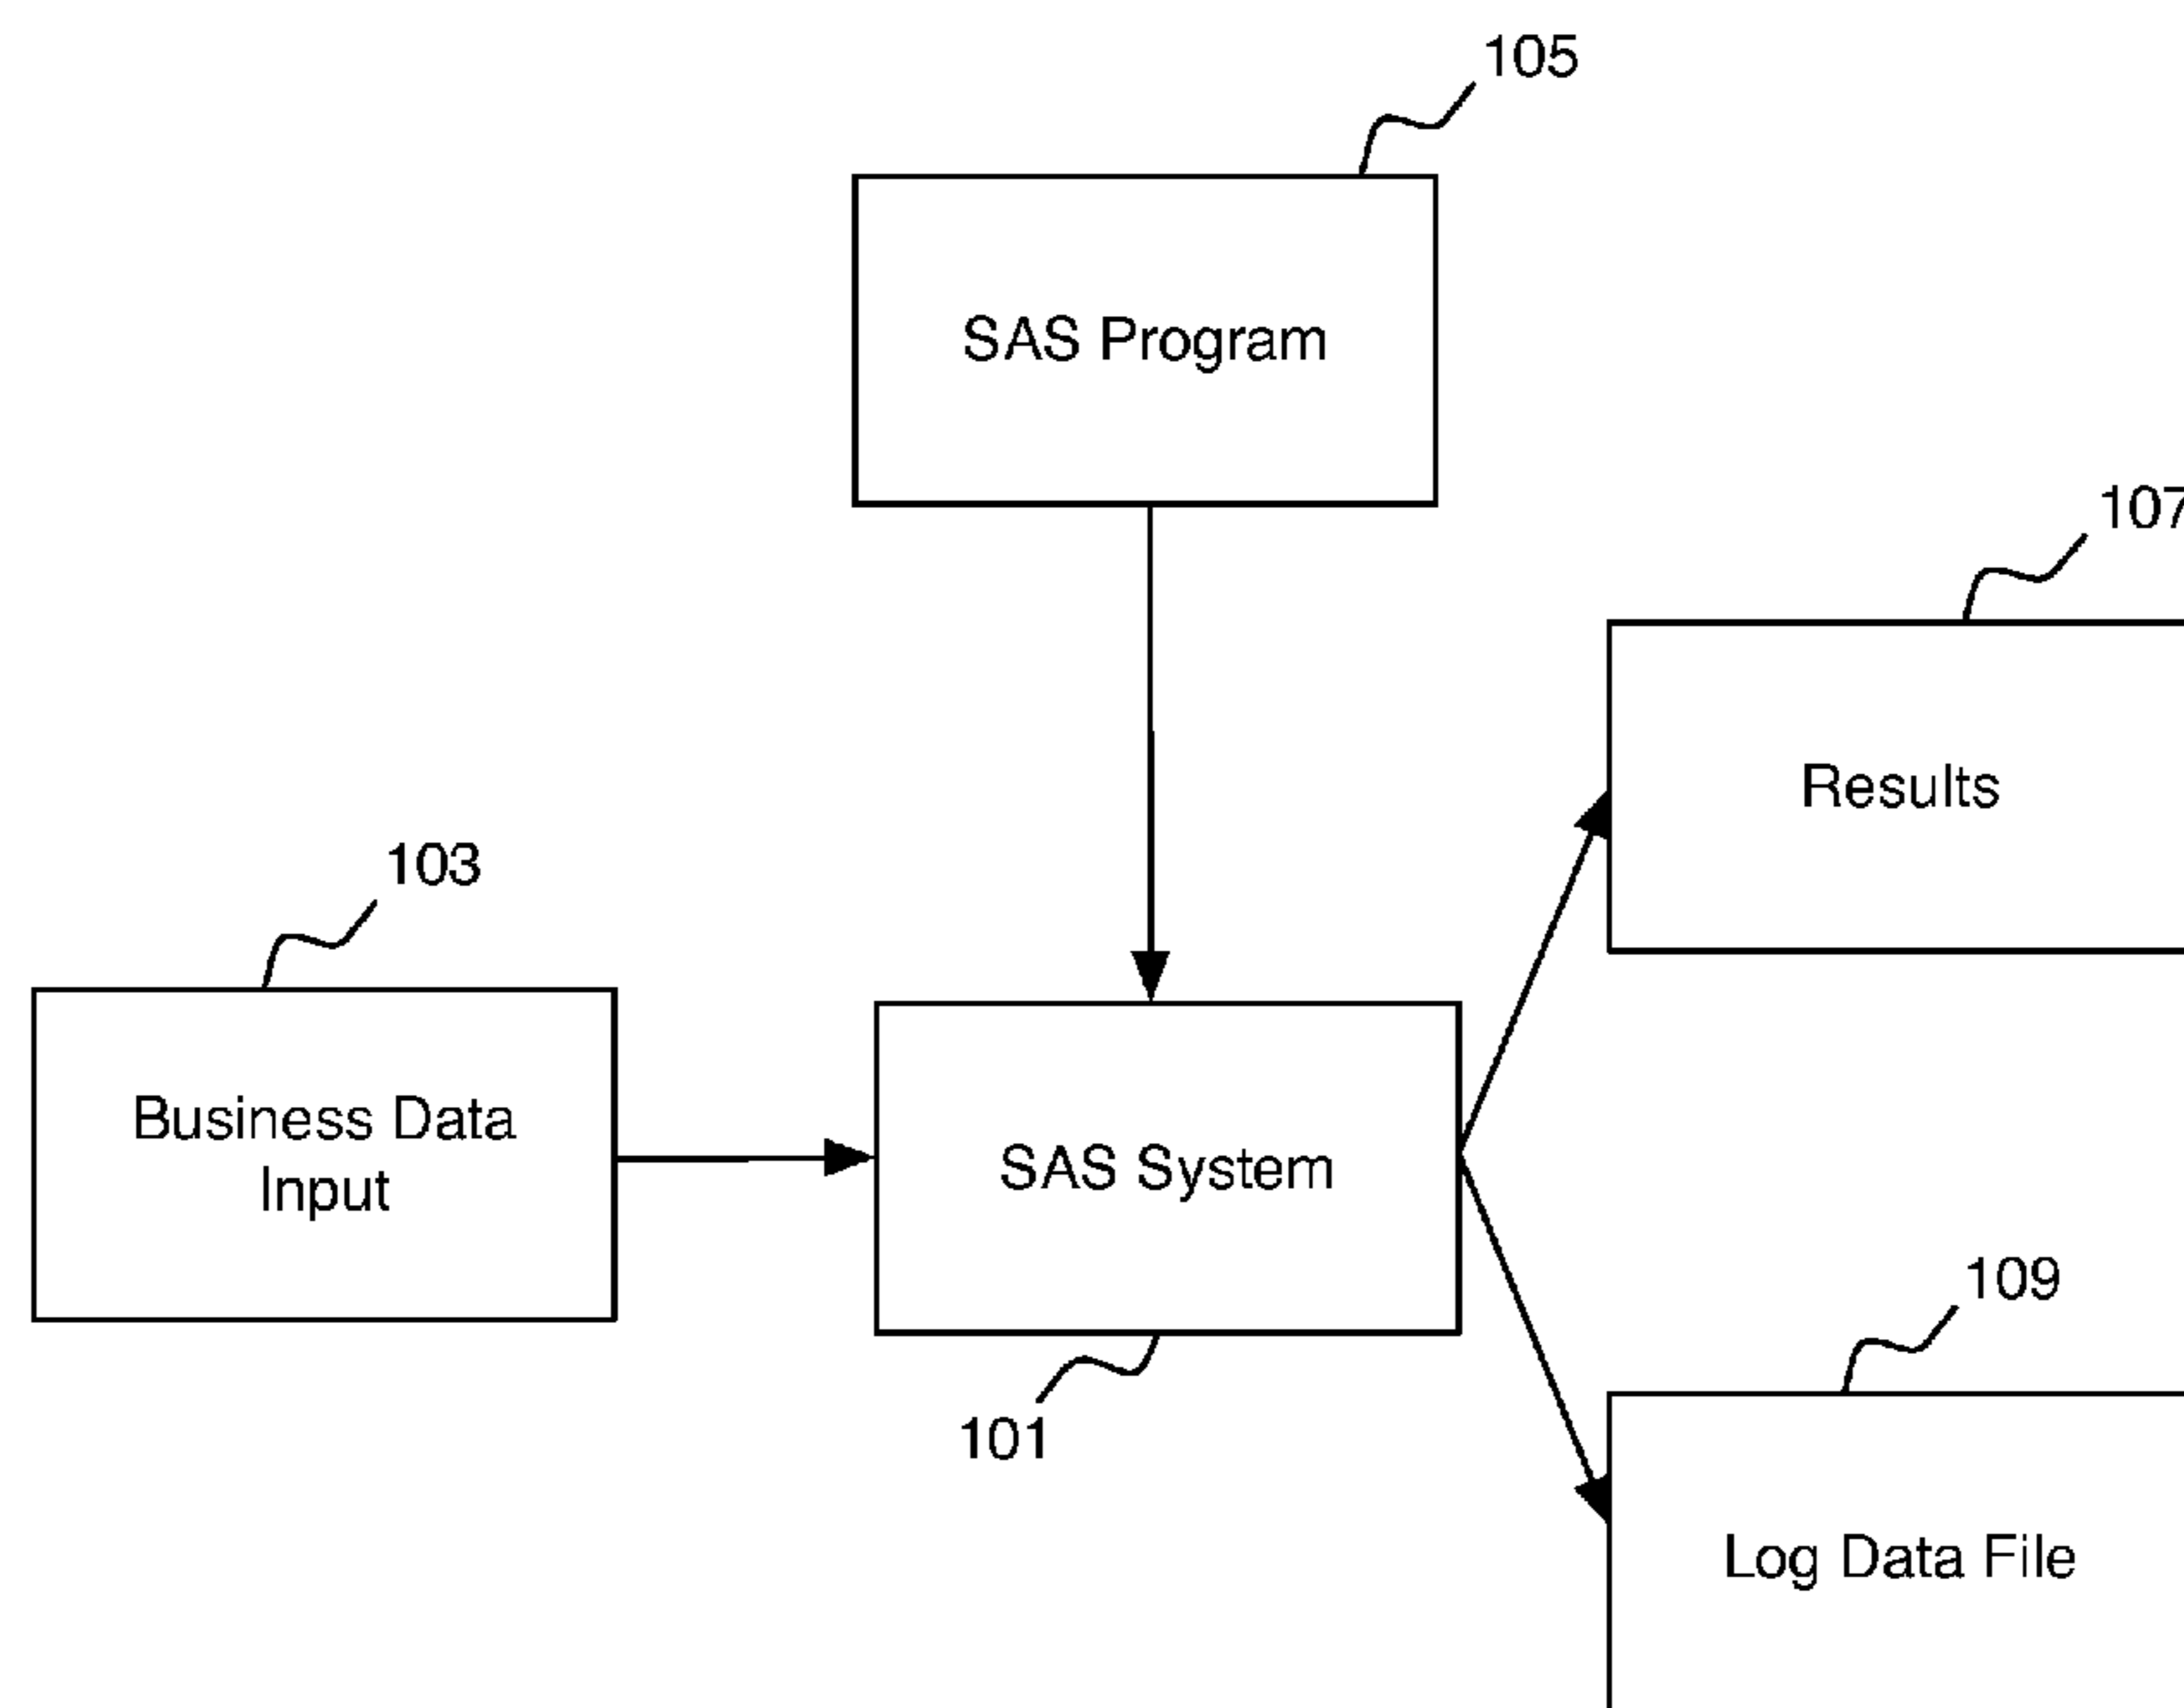 105
SAS Program
107
Results
103
Business Data
Input
SAS System
109
101
Log Data File